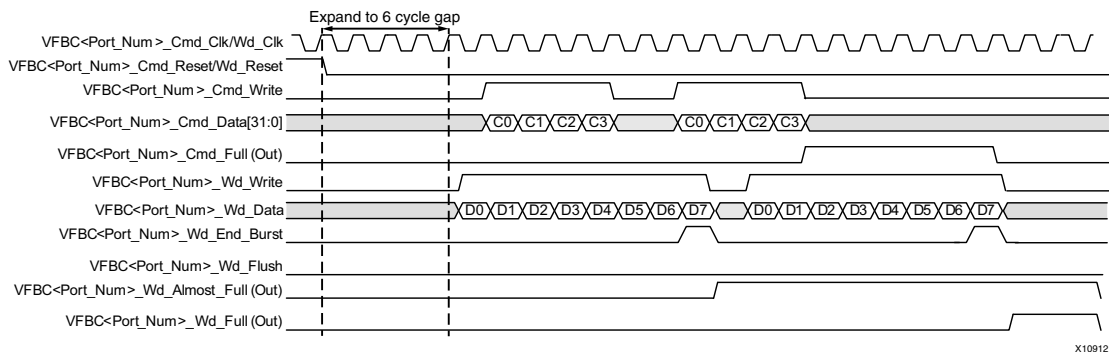 Expand to 6 cycle gap
VFBC<Port_Num>_Cmd_Clk/Wd_Clk
VFBC<Port_Num>_Cmd_Reset/Wd_Reset
VFBC<Port_Num>_Cmd_Write
VFBC<Port_Num>_Cmd_Data[31:0] C0 C1 C2 C3 C0 C1 C2 C3
VFBC<Port_Num>_Cmd_Full (Out)
VFBC<Port_Num>_Wd_Write
VFBC<Port_Num>_Wd_Data D0 D1 D2 D3 D4 D5 D6 D7 D0 D1 D2 D3 D4 D5 D6 D7
VFBC<Port_Num>_Wd_End_Burst
VFBC<Port_Num>_Wd_Flush
VFBC<Port_Num>_Wd_Almost_Full (Out)
VFBC<Port_Num>_Wd_Full (Out)
X10912